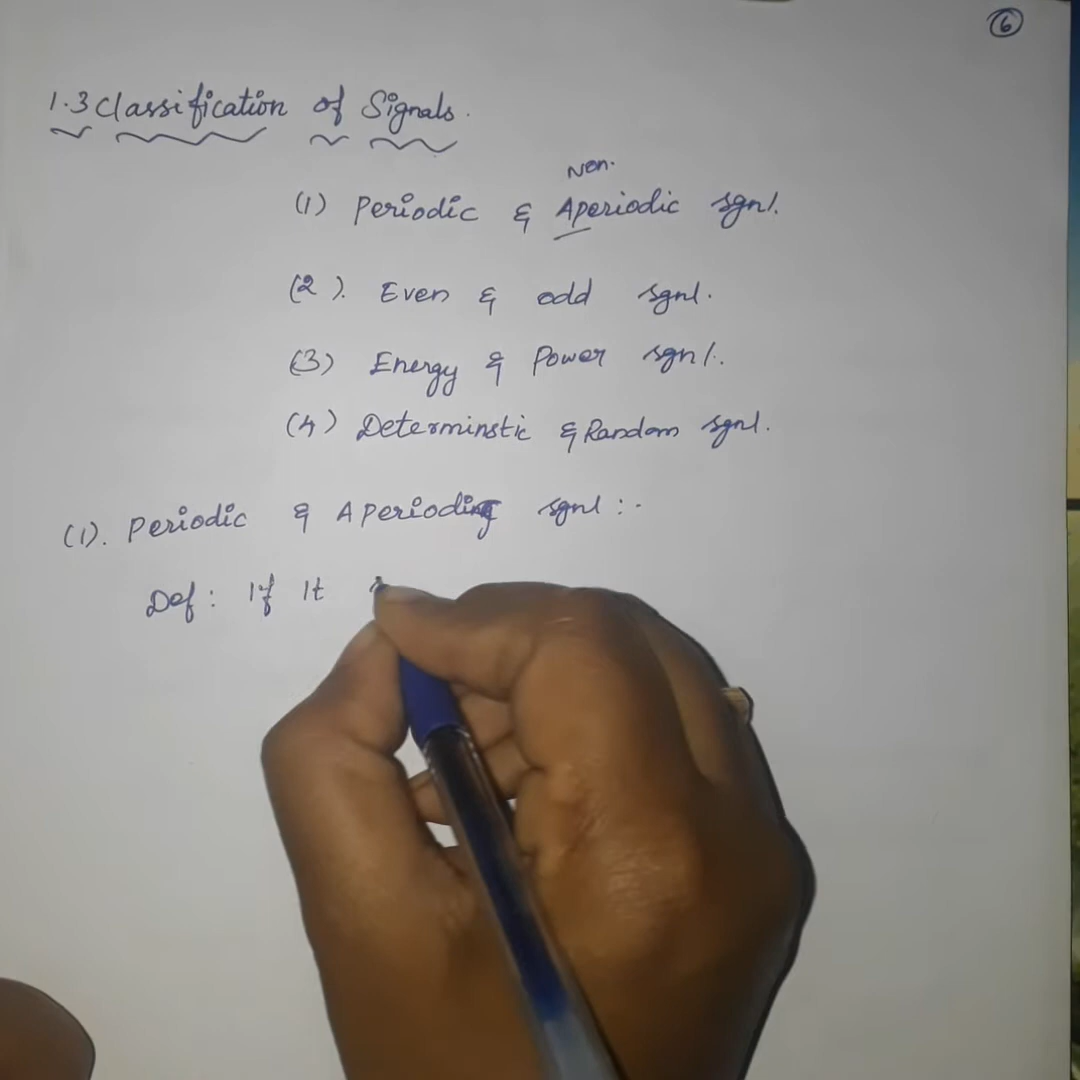 6
1.3 Classification of Signals.
Non.
(1) Periodic & Aperiodic sgnl.
(2). Even & odd sgnl.
(3) Energy & Power sgnl.
(4) Determinstic & Random sgnl.
(1). Periodic & Aperiodic sgnl :-
Def: If It